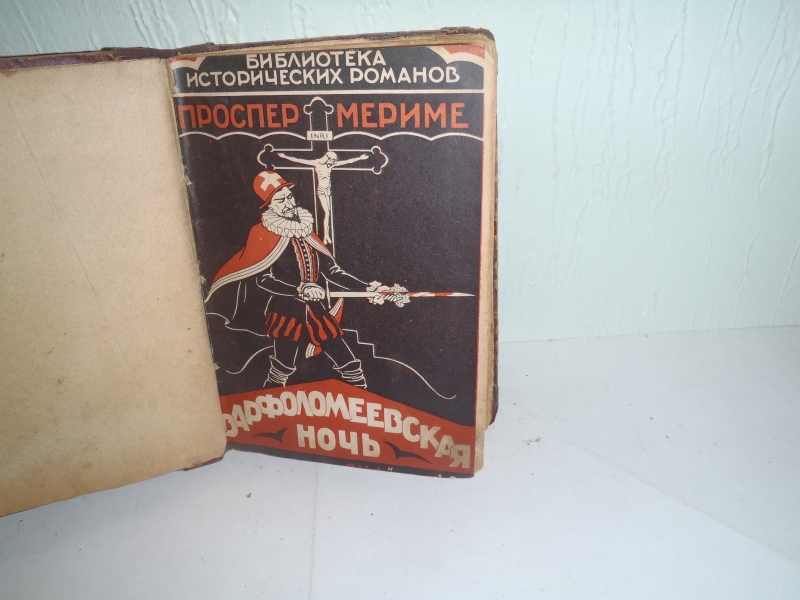 БИБЛИОТЕКА
ИСТОРИЧЕСКИХ РОМАНОВ
ПРОСПЕР МЕРИМЕ
INRI
ВАРФОЛОМЕЕВСКАЯ
НОЧЬ